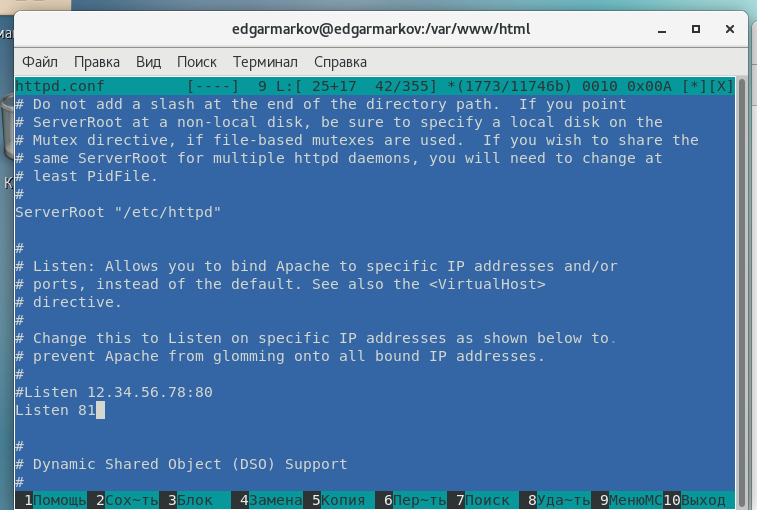 edgarmarkov@edgarmarkov:/var/www/html
Файл Правка Вид Поиск Терминал Справка
httpd.conf [----] 9 L:[ 25+17 42/355] *(1773/11746b) 0010 0x00A [*][X]
# Do not add a slash at the end of the directory path. If you point
# ServerRoot at a non-local disk, be sure to specify a local disk on the
# Mutex directive, if file-based mutexes are used. If you wish to share the
# same ServerRoot for multiple httpd daemons, you will need to change at
# least PidFile.
#
ServerRoot "/etc/httpd"
#
# Listen: Allows you to bind Apache to specific IP addresses and/or
# ports, instead of the default. See also the <VirtualHost>
# directive.
#
# Change this to Listen on specific IP addresses as shown below to.
# prevent Apache from glomming onto all bound IP addresses.
#
#Listen 12.34.56.78:80
Listen 81
#
# Dynamic Shared Object (DSO) Support
#
1Помощь 2Сох~ть 3Блок 4Замена 5Копия 6Пер~ть 7Поиск 8Уда~ть 9МенюMC 10Выход